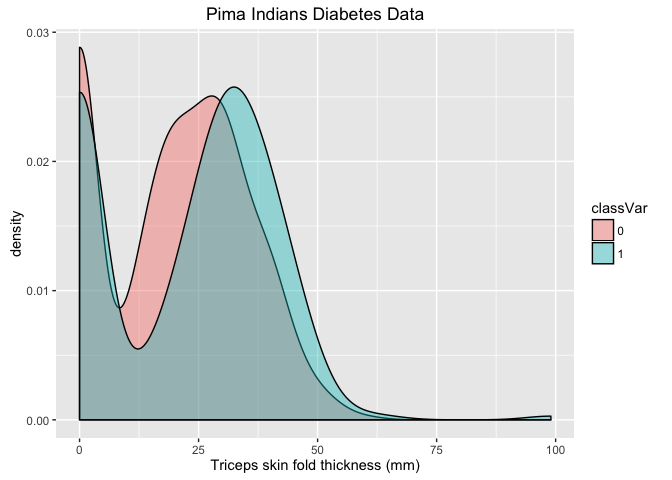 Pima Indians Diabetes Data
0.03
0.02
0.01
0.00
density
0 25 50 75 100
Triceps skin fold thickness (mm)
classVar
0
1